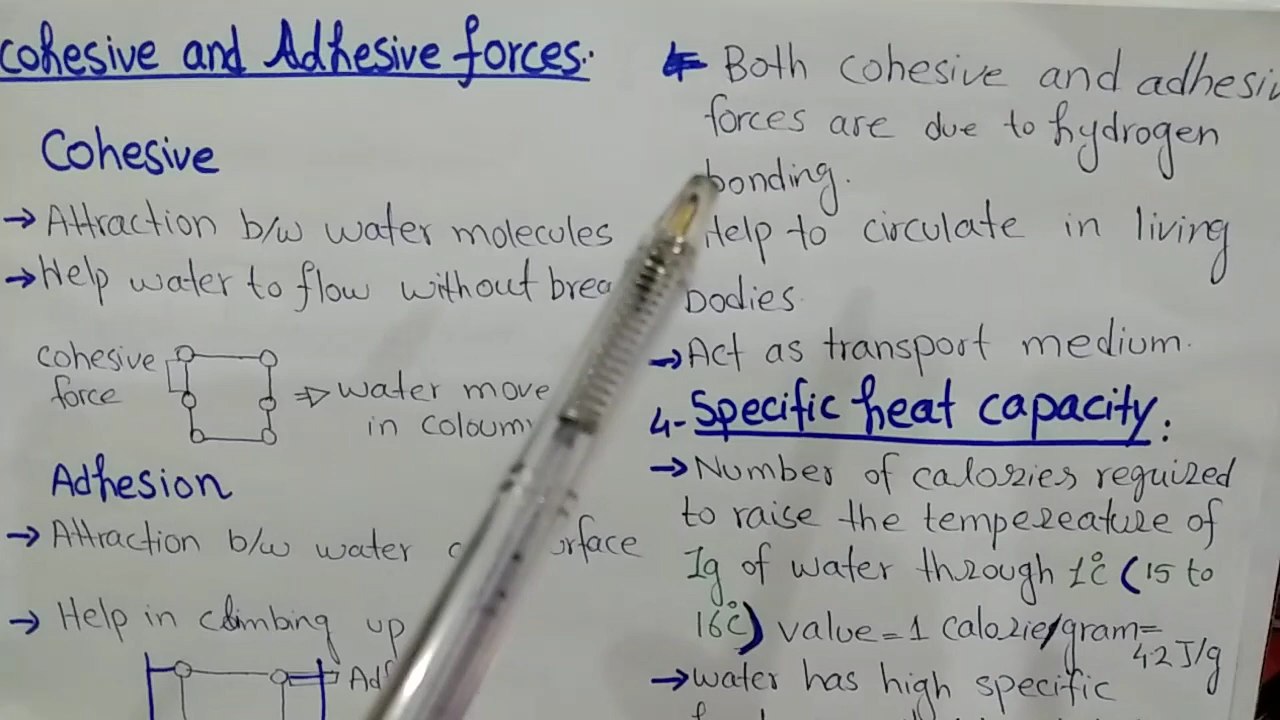 Cohesive and Adhesive forces.
Cohesive
→ Attraction b/w water molecules
→ Help water to flow without brea
cohesive
force
⇒ water move
in coloum
Adhesion
→ Attraction b/w water
→ Help in climbing up
Ad
Both cohesive and adhesiv
forces are due to hydrogen
bonding.
Help to circulate in living
bodies.
→ Act as transport medium.
4- Specific heat capacity:
→ Number of calories required
to raise the tempereature of
1g of water through 1°C (15 to
16°C) value = 1 calorie/gram =
4.2 J/g
→ water has high specific